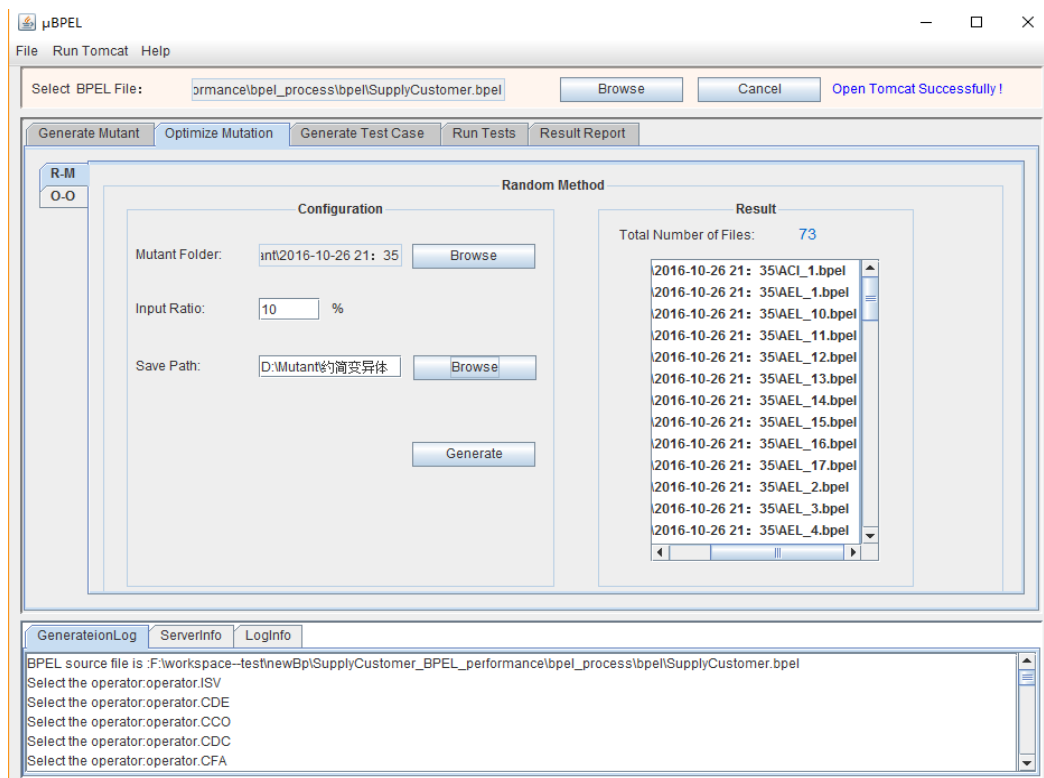 µBPEL
File Run Tomcat Help
Select BPEL File: ormance\bpel_process\bpel\SupplyCustomer.bpel Browse Cancel Open Tomcat Successfully !
Generate Mutant Optimize Mutation Generate Test Case Run Tests Result Report
R-M
O-O
Random Method
Configuration
Mutant Folder: ant\2016-10-26 21：35 Browse
Input Ratio: 10 %
Save Path: D:\Mutant\约简变异体 Browse
Generate
Result
Total Number of Files: 73
\2016-10-26 21：35\ACI_1.bpel
\2016-10-26 21：35\AEL_1.bpel
\2016-10-26 21：35\AEL_10.bpel
\2016-10-26 21：35\AEL_11.bpel
\2016-10-26 21：35\AEL_12.bpel
\2016-10-26 21：35\AEL_13.bpel
\2016-10-26 21：35\AEL_14.bpel
\2016-10-26 21：35\AEL_15.bpel
\2016-10-26 21：35\AEL_16.bpel
\2016-10-26 21：35\AEL_17.bpel
\2016-10-26 21：35\AEL_2.bpel
\2016-10-26 21：35\AEL_3.bpel
\2016-10-26 21：35\AEL_4.bpel
GenerateionLog ServerInfo LogInfo
BPEL source file is :F:\workspace--test\newBp\SupplyCustomer_BPEL_performance\bpel_process\bpel\SupplyCustomer.bpel
Select the operator:operator.ISV
Select the operator:operator.CDE
Select the operator:operator.CCO
Select the operator:operator.CDC
Select the operator:operator.CFA